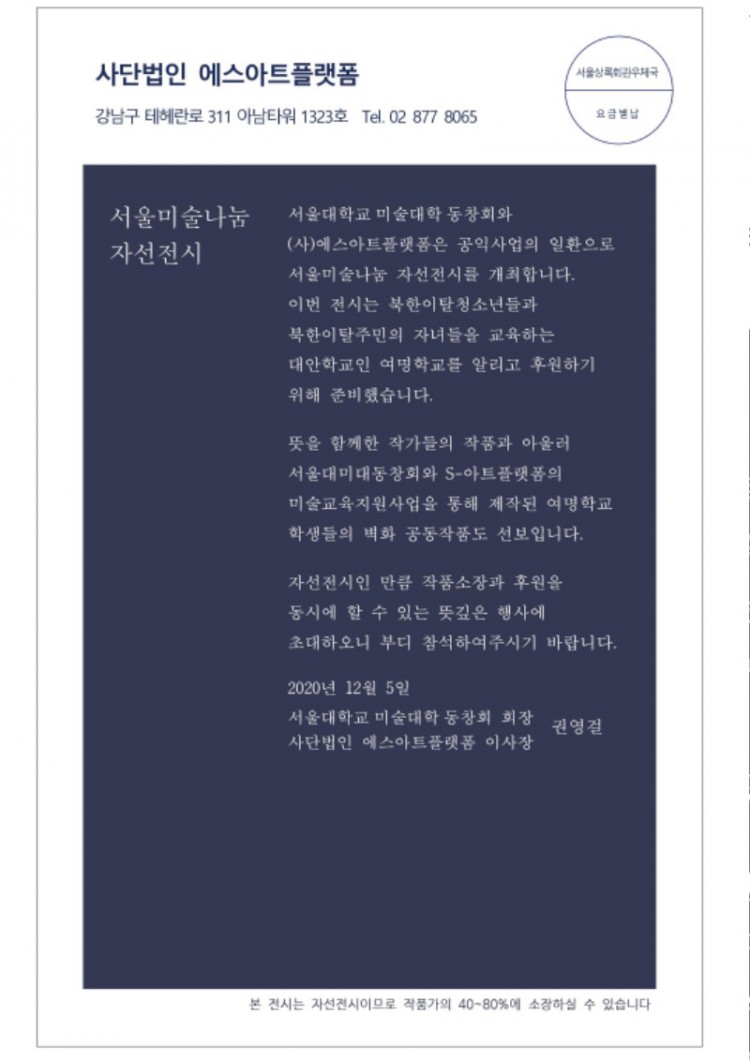 사단법인 에스아트플랫폼
강남구 테헤란로 311 아남타워 1323호 Tel. 02 877 8065
서울상록회관우체국
요금별납
서울미술나눔
자선전시
서울대학교 미술대학 동창회와
(사)에스아트플랫폼은 공익사업의 일환으로
서울미술나눔 자선전시를 개최합니다.
이번 전시는 북한이탈청소년들과
북한이탈주민의 자녀들을 교육하는
대안학교인 여명학교를 알리고 후원하기
위해 준비했습니다.
뜻을 함께한 작가들의 작품과 아울러
서울대미대동창회와 S-아트플랫폼의
미술교육지원사업을 통해 제작된 여명학교
학생들의 벽화 공동작품도 선보입니다.
자선전시인 만큼 작품소장과 후원을
동시에 할 수 있는 뜻깊은 행사에
초대하오니 부디 참석하여주시기 바랍니다.
2020년 12월 5일
서울대학교 미술대학 동창회 회장
사단법인 에스아트플랫폼 이사장
권영걸
본 전시는 자선전시이므로 작품가의 40~80%에 소장하실 수 있습니다